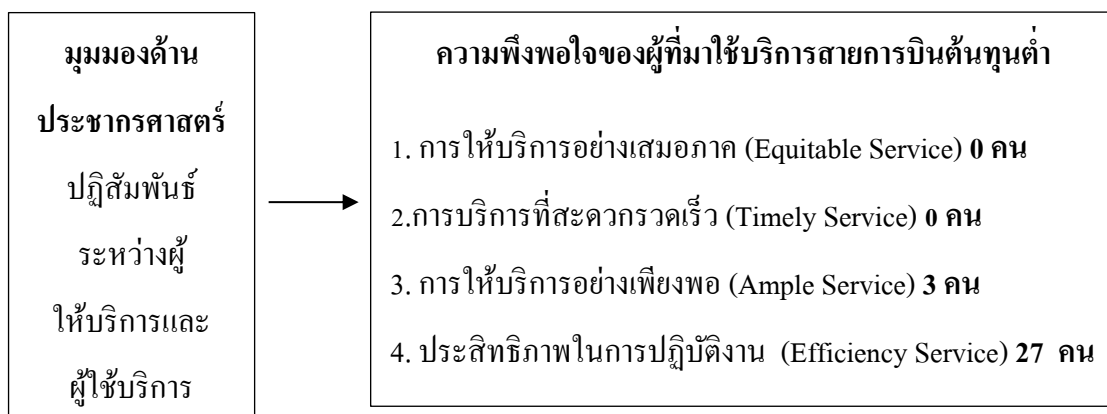 มุมมองด้าน
ประชากรศาสตร์
ปฏิสัมพันธ์
ระหว่างผู้
ให้บริการและ
ผู้ใช้บริการ
ความพึงพอใจของผู้ที่มาใช้บริการสายการบินต้นทุนต่ำ
1. การให้บริการอย่างเสมอภาค (Equitable Service) 0 คน
2.การบริการที่สะดวกรวดเร็ว (Timely Service) 0 คน
3. การให้บริการอย่างเพียงพอ (Ample Service) 3 คน
4. ประสิทธิภาพในการปฏิบัติงาน (Efficiency Service) 27 คน